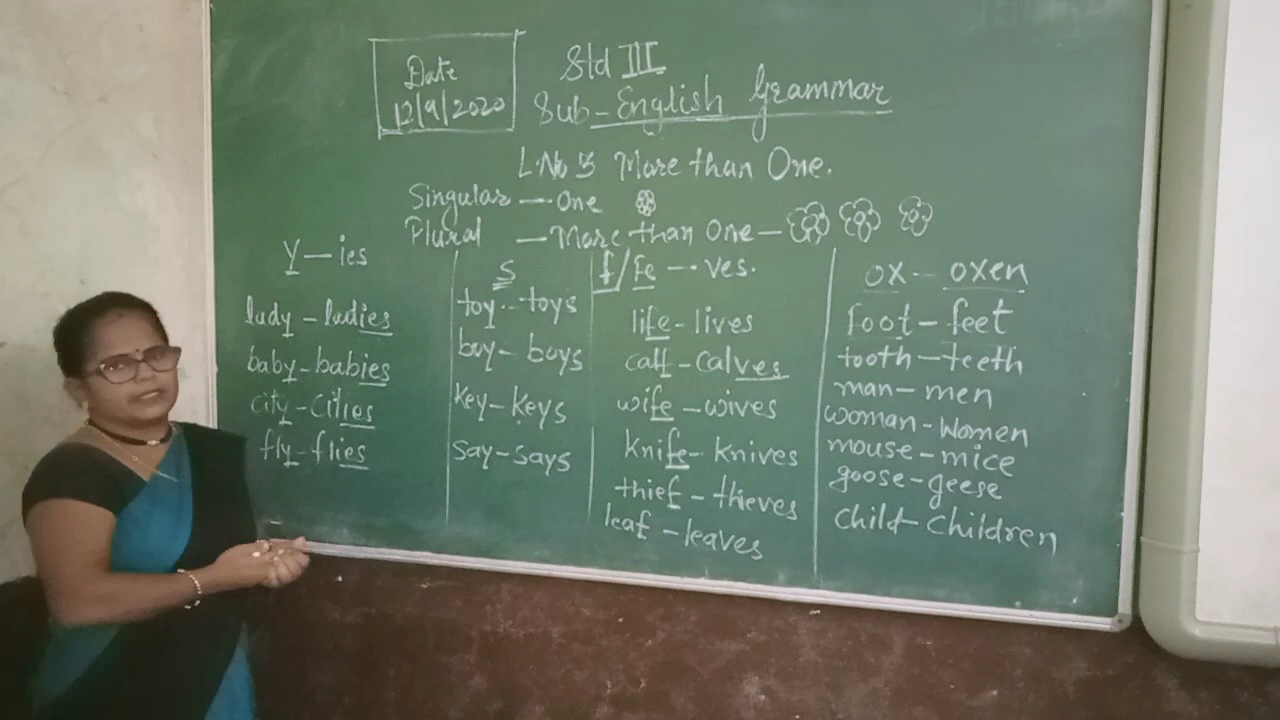 Date
12/9/2020
Std III
Sub-English Grammar
L.No 5 More than One.
Singular — One
Plural — More than One —
Y — ies
lady - ladies
baby - babies
city - cities
fly - flies
S
toy - toys
boy - boys
key - keys
say - says
f/fe — ves.
life - lives
calf - calves
wife - wives
knife - knives
thief - thieves
leaf - leaves
ox - oxen
foot - feet
tooth - teeth
man - men
woman - women
mouse - mice
goose - geese
child - children